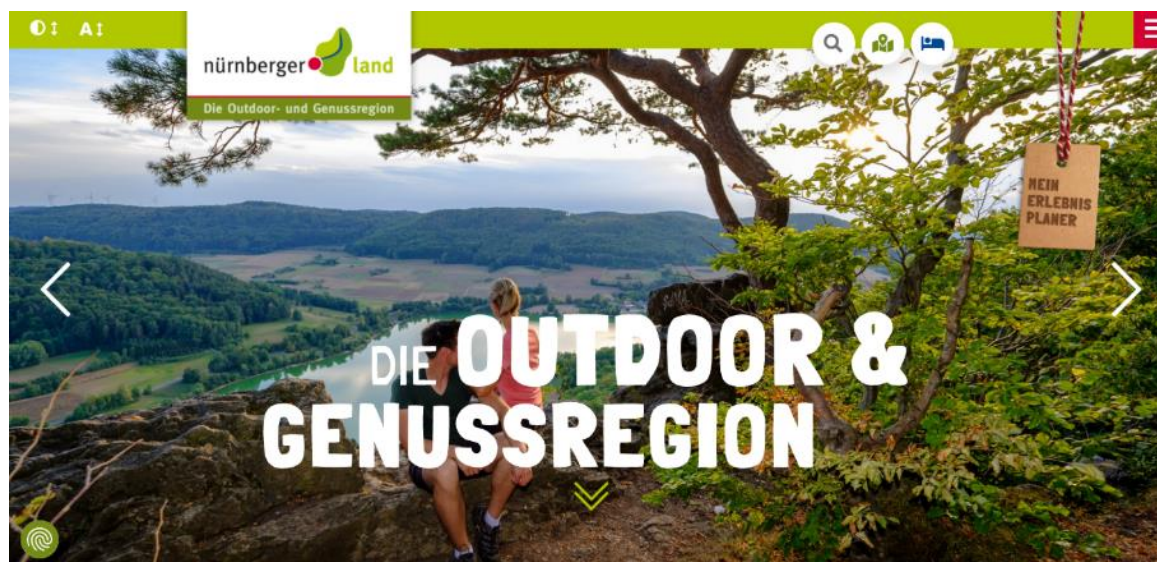 A
nürnberger land
Die Outdoor- und Genussregion
MEIN
ERLEBNIS
PLANER
DIE OUTDOOR &
GENUSSREGION